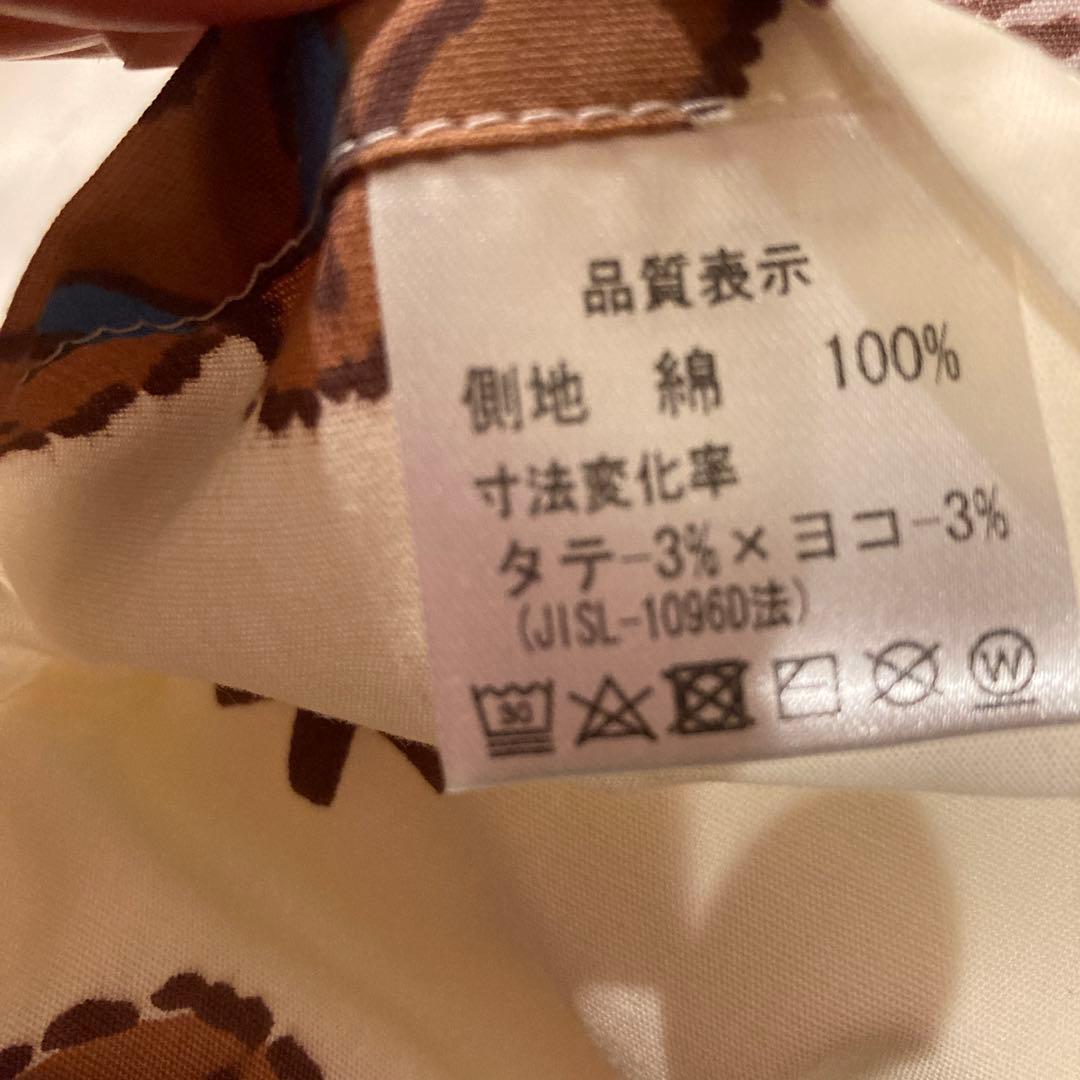 品質表示
側地 綿 100%
寸法変化率
タテ-3%×ヨコ-3%
(JISL-1096D法)
30 W